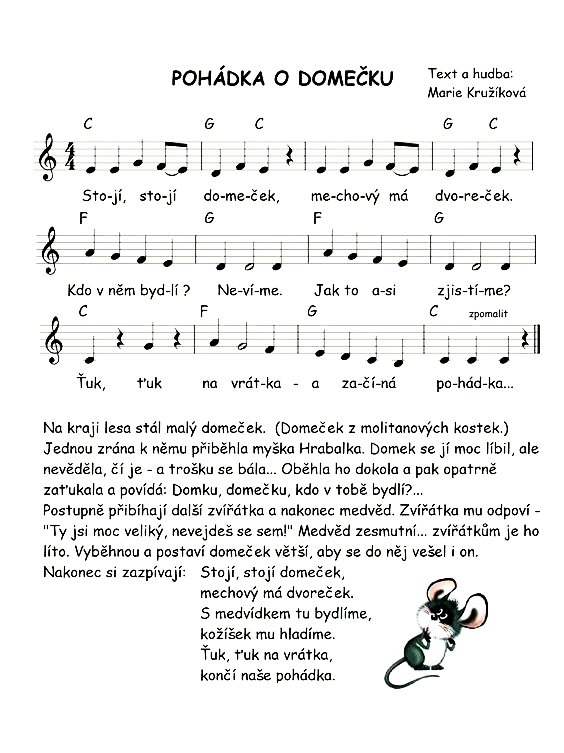 POHÁDKA O DOMEČKU
Text a hudba:
Marie Kružíková
C G C G C
Sto-jí, sto-jí do-me-ček, me-cho-vý má dvo-re-ček.
F G F G
Kdo v něm byd-lí ? Ne-ví-me. Jak to a-si zjis-tí-me?
C F G C zpomalit
Ťuk, ťuk na vrát-ka - a za-čí-ná po-hád-ka...
Na kraji lesa stál malý domeček. (Domeček z molitanových kostek.)
Jednou zrána k němu přiběhla myška Hrabalka. Domek se jí moc líbil, ale
nevěděla, čí je - a trošku se bála... Oběhla ho dokola a pak opatrně
zaťukala a povídá: Domku, domečku, kdo v tobě bydlí?...
Postupně přibíhají další zvířátka a nakonec medvěd. Zvířátka mu odpoví -
"Ty jsi moc veliký, nevejdeš se sem!" Medvěd zesmutní... zvířátkům je ho
líto. Vyběhnou a postaví domeček větší, aby se do něj vešel i on.
Nakonec si zazpívají: Stojí, stojí domeček,
mechový má dvoreček.
S medvídkem tu bydlíme,
kožíšek mu hladíme.
Ťuk, ťuk na vrátka,
končí naše pohádka.